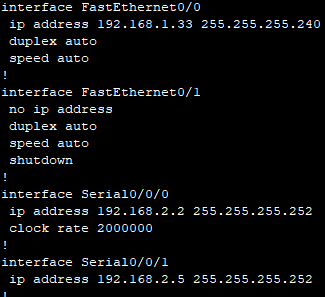 interface FastEthernet0/0
 ip address 192.168.1.33 255.255.255.240
 duplex auto
 speed auto
!
interface FastEthernet0/1
 no ip address
 duplex auto
 speed auto
 shutdown
!
interface Serial0/0/0
 ip address 192.168.2.2 255.255.255.252
 clock rate 2000000
!
interface Serial0/0/1
 ip address 192.168.2.5 255.255.255.252